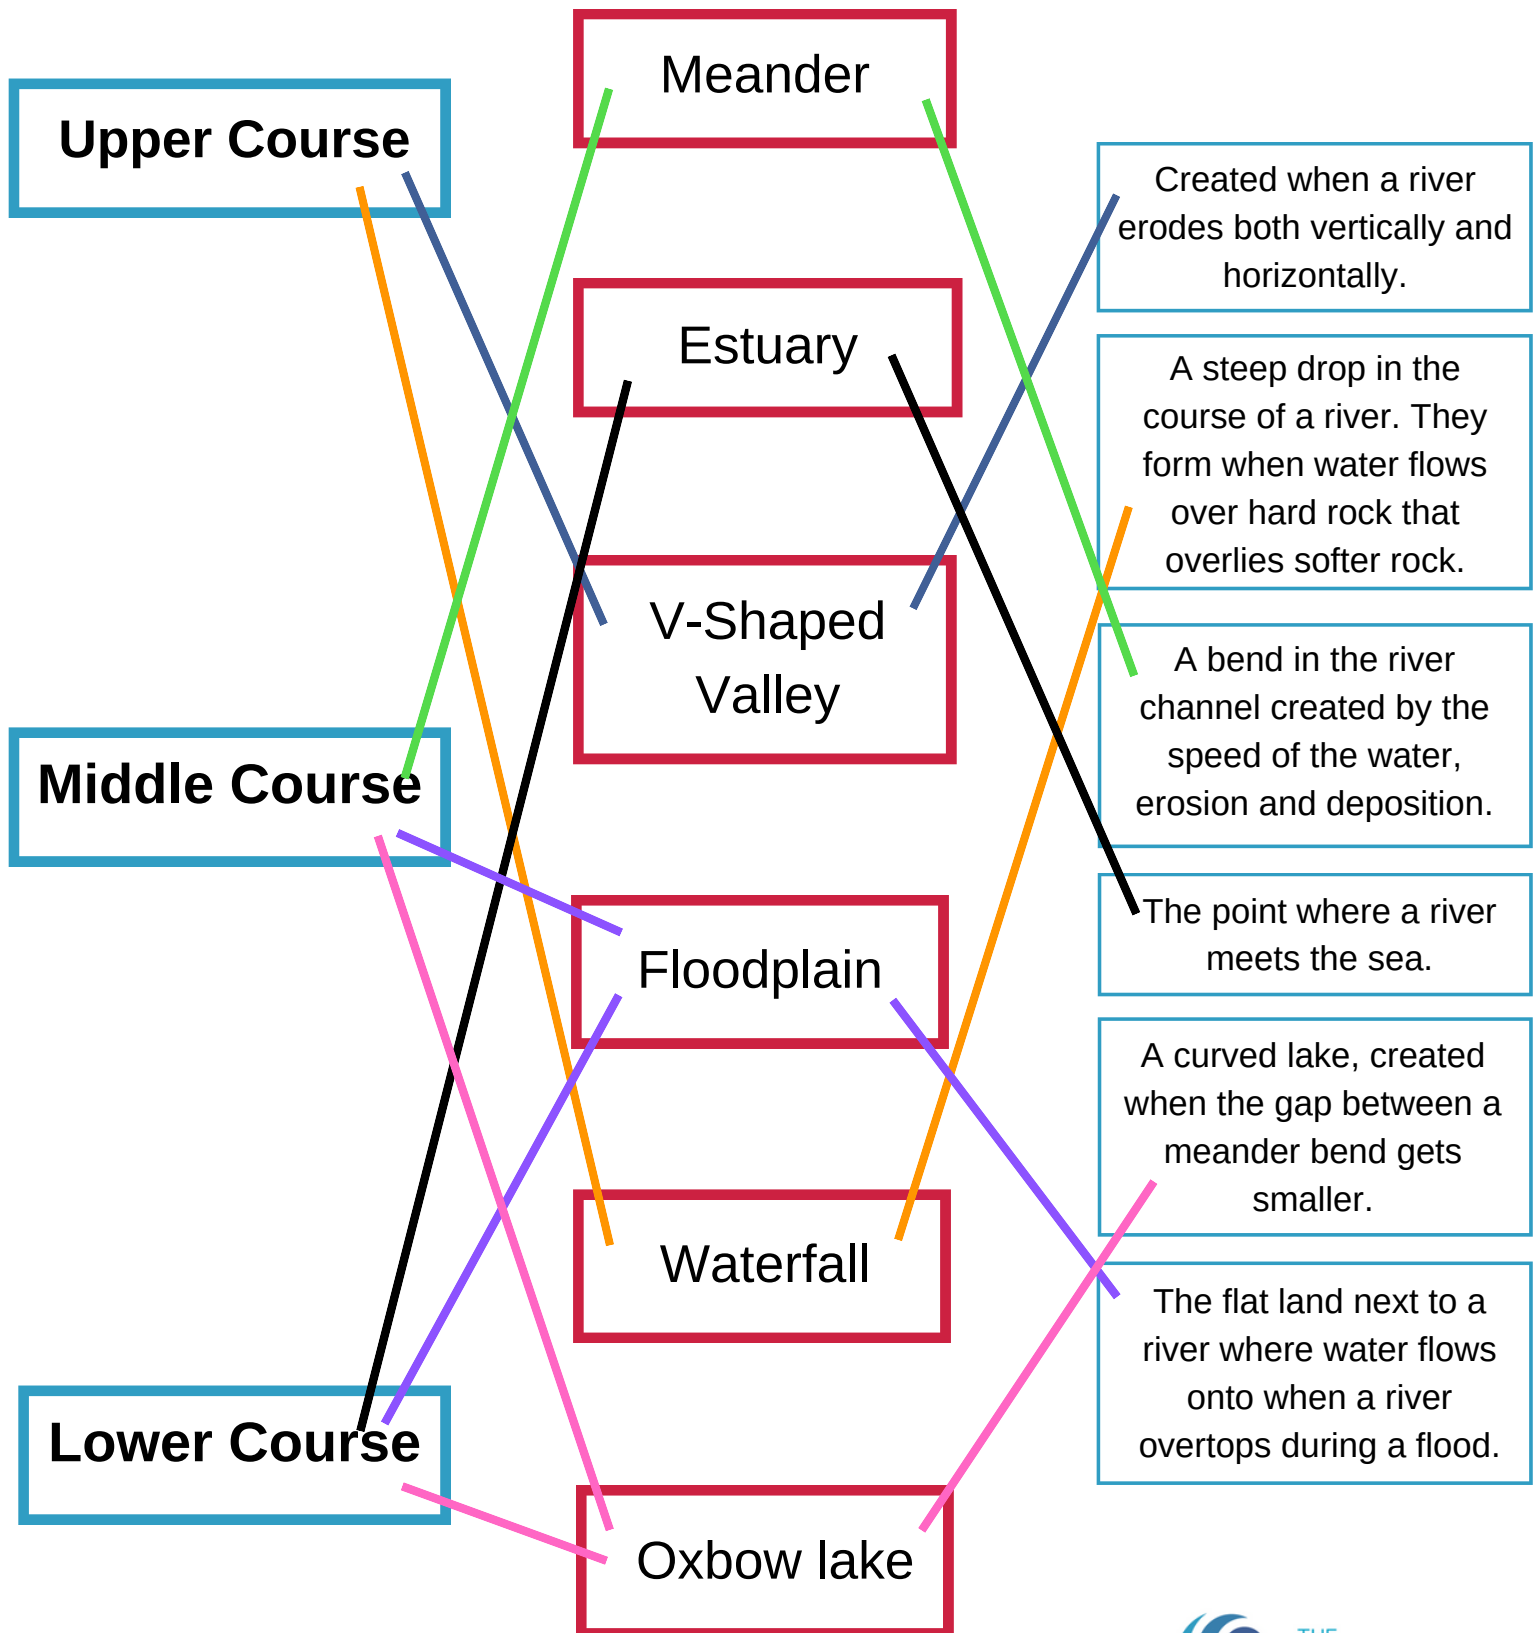 Upper Course
Middle Course
Lower Course
Meander
Estuary
V-Shaped
Valley
Floodplain
Waterfall
Oxbow lake
Created when a river
erodes both vertically and
horizontally.
A steep drop in the
course of a river. They
form when water flows
over hard rock that
overlies softer rock.
A bend in the river
channel created by the
speed of the water,
erosion and deposition.
The point where a river
meets the sea.
A curved lake, created
when the gap between a
meander bend gets
smaller.
The flat land next to a
river where water flows
onto when a river
overtops during a flood.
THE